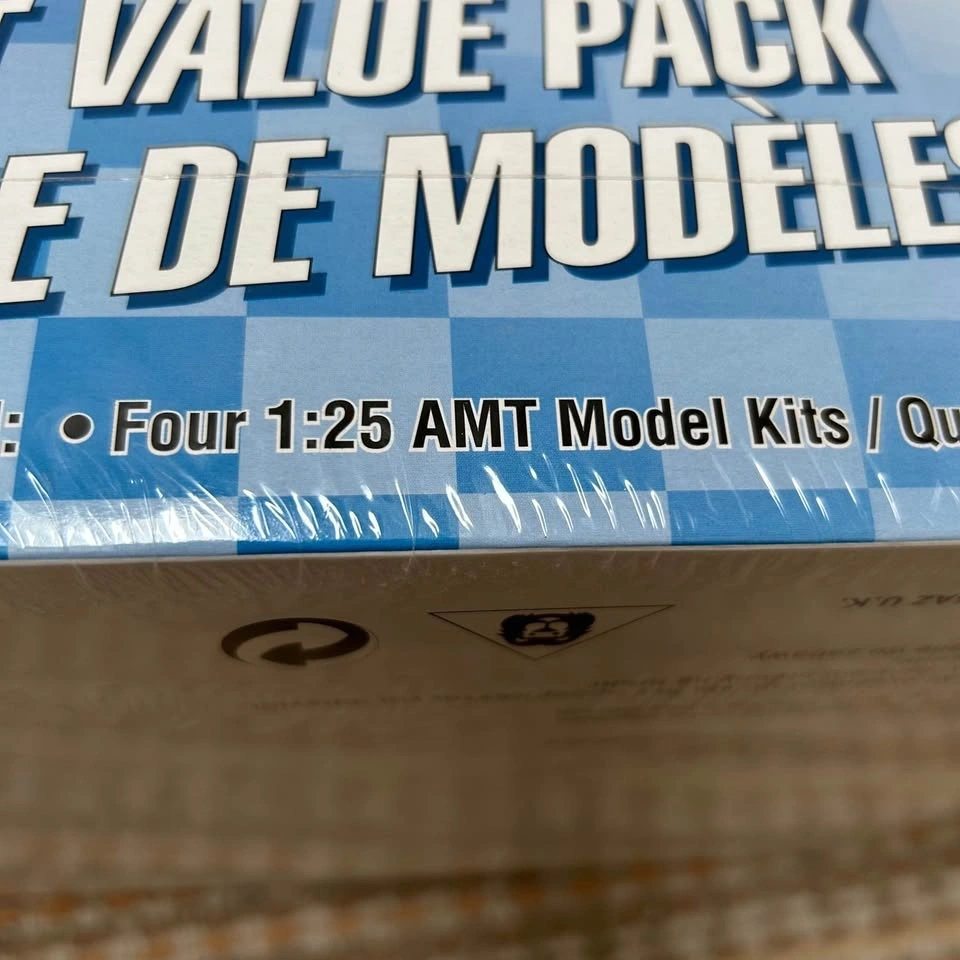 VALUE PACK
E DE MODÈLES
: • Four 1:25 AMT Model Kits / Qu
U.K.